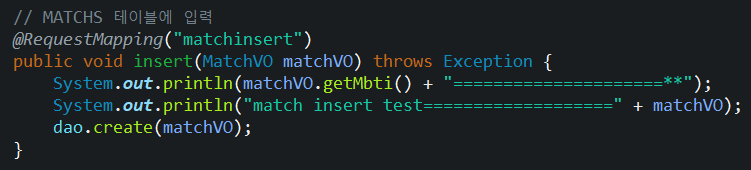 // MATCHS 테이블에 입력
@RequestMapping("matchinsert")
public void insert(MatchVO matchVO) throws Exception {
    System.out.println(matchVO.getMbti() + "=====================**");
    System.out.println("match insert test===================" + matchVO);
    dao.create(matchVO);
}